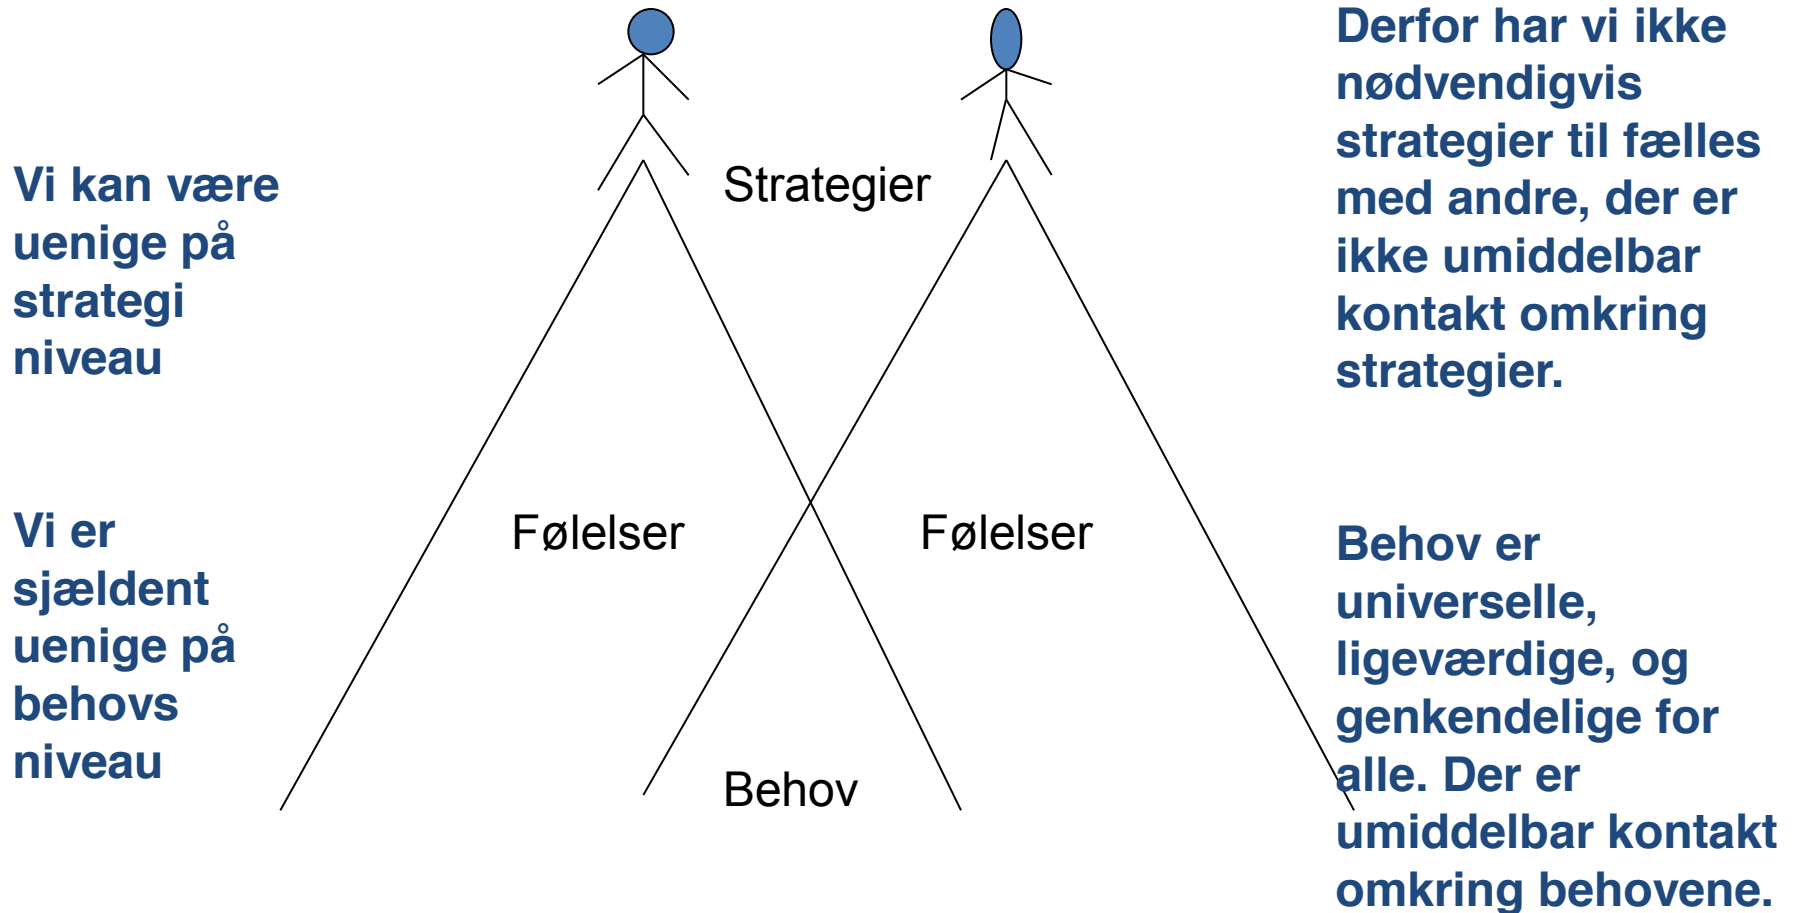 Vi kan være
uenige på
strategi
niveau
Vi er
sjældent
uenige på
behovs
niveau
Strategier
Følelser
Følelser
Behov
Derfor har vi ikke
nødvendigvis
strategier til fælles
med andre, der er
ikke umiddelbar
kontakt omkring
strategier.
Behov er
universelle,
ligeværdige, og
genkendelige for
alle. Der er
umiddelbar kontakt
omkring behovene.